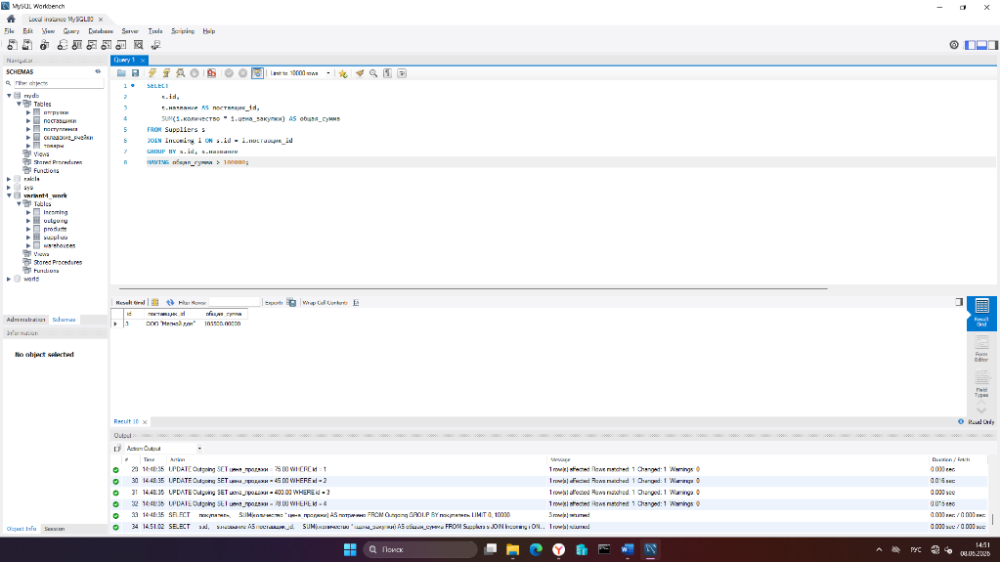 MySQL Workbench
Local instance MySQL80 ×
File Edit View Query Database Server Tools Scripting Help
Navigator
SCHEMAS
Filter objects
mydb
Tables
отгрузки
поставщики
поступления
складские_ячейки
товары
Views
Stored Procedures
Functions
sakila
sys
variant4_work
Tables
incoming
outgoing
products
suppliers
warehouses
Views
Stored Procedures
Functions
world
Administration Schemas
Information
No object selected
Object Info Session
Query 1 ×
Limit to 10000 rows
1 SELECT
2 s.id,
3 s.название AS поставщик_id,
4 SUM(i.количество * i.цена_закупки) AS общая_сумма
5 FROM Suppliers s
6 JOIN Incoming i ON s.id = i.поставщик_id
7 GROUP BY s.id, s.название
8 HAVING общая_сумма > 100000;
Result Grid Filter Rows: Export: Wrap Cell Content:
id поставщик_id общая_сумма
3 ООО "Мясной дом" 105500.00000
Result Grid
Form Editor
Field Types
Result 10 × Read Only
Output
Action Output
# Time Action Message Duration / Fetch
29 14:48:35 UPDATE Outgoing SET цена_продажи = 75.00 WHERE id = 1 1 row(s) affected Rows matched: 1 Changed: 1 Warnings: 0 0.000 sec
30 14:48:35 UPDATE Outgoing SET цена_продажи = 45.00 WHERE id = 2 1 row(s) affected Rows matched: 1 Changed: 1 Warnings: 0 0.016 sec
31 14:48:35 UPDATE Outgoing SET цена_продажи = 400.00 WHERE id = 3 1 row(s) affected Rows matched: 1 Changed: 1 Warnings: 0 0.000 sec
32 14:48:35 UPDATE Outgoing SET цена_продажи = 78.00 WHERE id = 4 1 row(s) affected Rows matched: 1 Changed: 1 Warnings: 0 0.015 sec
33 14:48:35 SELECT покупатель, SUM(количество * цена_продажи) AS потрачено FROM Outgoing GROUP BY покупатель LIMIT 0, 10000 3 row(s) returned 0.000 sec / 0.000 sec
34 14:51:02 SELECT s.id, s.название AS поставщик_id, SUM(i.количество * i.цена_закупки) AS общая_сумма FROM Suppliers s JOIN Incoming i ON... 1 row(s) returned 0.000 sec / 0.000 sec
Поиск
РУС
14:51
08.06.2026